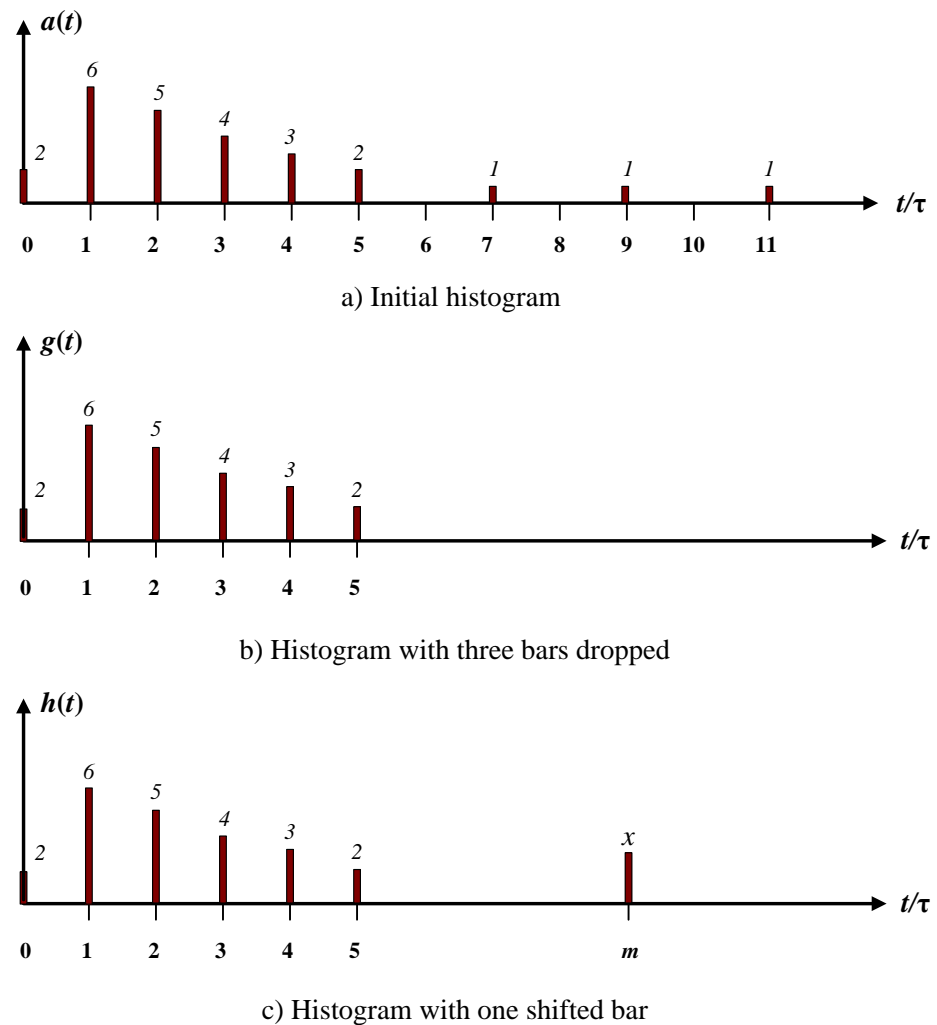 a(t)
6
5
4
3
2
2
1
1
1
t/τ
0 1 2 3 4 5 6 7 8 9 10 11
a) Initial histogram
g(t)
6
5
4
3
2
2
t/τ
0 1 2 3 4 5
b) Histogram with three bars dropped
h(t)
6
5
4
3
2
2
x
t/τ
0 1 2 3 4 5 m
c) Histogram with one shifted bar